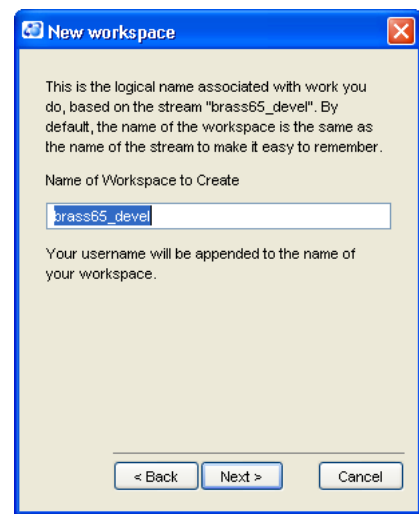 New workspace
This is the logical name associated with work you
do, based on the stream "brass65_devel". By
default, the name of the workspace is the same as
the name of the stream to make it easy to remember.
Name of Workspace to Create
brass65_devel
Your username will be appended to the name of
your workspace.
< Back Next > Cancel